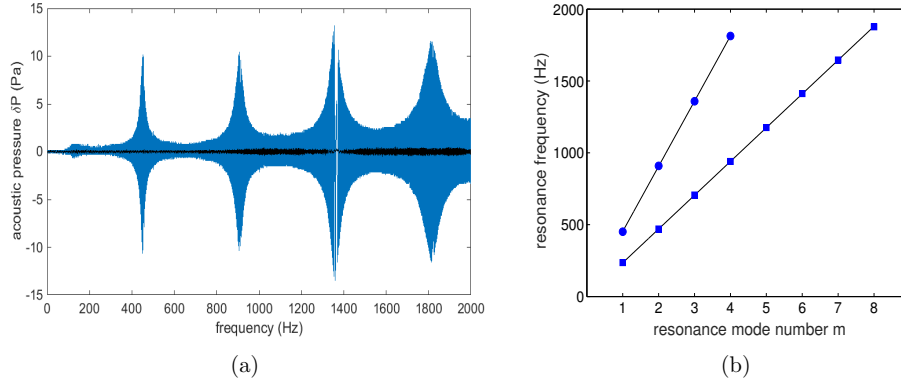 15
10
5
0
-5
-10
-15
acoustic pressure δP (Pa)
0 200 400 600 800 1000 1200 1400 1600 1800 2000
frequency (Hz)
(a)
2000
1500
1000
500
0
resonance frequency (Hz)
1 2 3 4 5 6 7 8
resonance mode number m
(b)